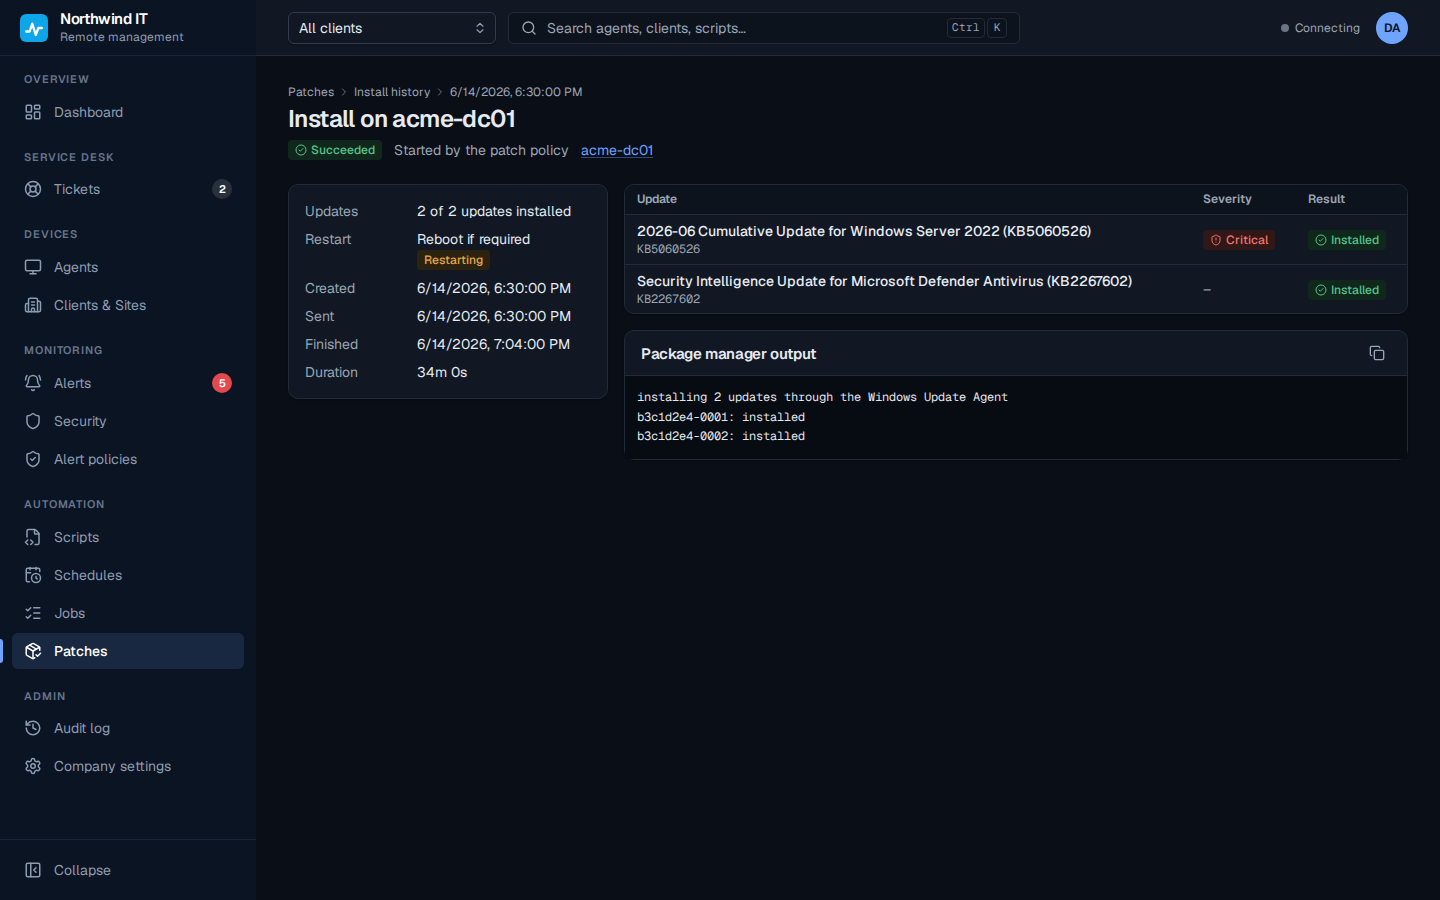 Northwind IT
Remote management
All clients
Search agents, clients, scripts...
Ctrl K
Connecting
DA
OVERVIEW
Dashboard
SERVICE DESK
Tickets
2
DEVICES
Agents
Clients & Sites
MONITORING
Alerts
5
Security
Alert policies
AUTOMATION
Scripts
Schedules
Jobs
Patches
ADMIN
Audit log
Company settings
Collapse
Patches > Install history > 6/14/2026, 6:30:00 PM
Install on acme-dc01
Succeeded Started by the patch policy acme-dc01
Updates 2 of 2 updates installed
Restart Reboot if required
Restarting
Created 6/14/2026, 6:30:00 PM
Sent 6/14/2026, 6:30:00 PM
Finished 6/14/2026, 7:04:00 PM
Duration 34m 0s
Update Severity Result
2026-06 Cumulative Update for Windows Server 2022 (KB5060526)
KB5060526
Critical
Installed
Security Intelligence Update for Microsoft Defender Antivirus (KB2267602)
KB2267602
–
Installed
Package manager output
installing 2 updates through the Windows Update Agent
b3c1d2e4-0001: installed
b3c1d2e4-0002: installed